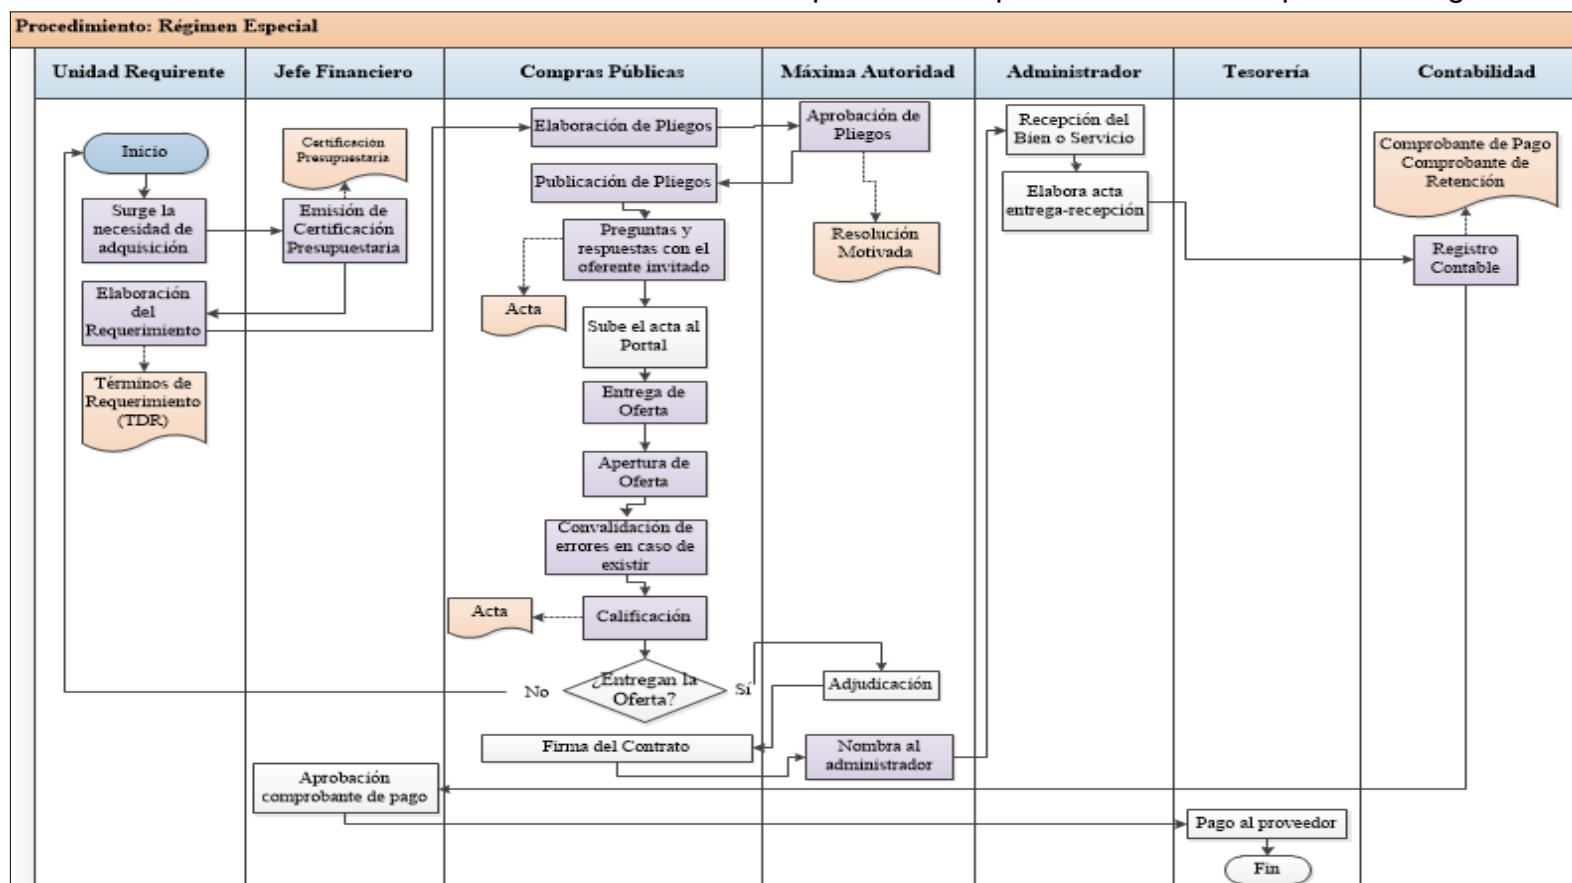 Procedimiento: Régimen Especial
Unidad Requirente
Jefe Financiero
Compras Públicas
Máxima Autoridad
Administrador
Tesorería
Contabilidad
Inicio
Surge la
necesidad de
adquisición
Elaboración
del
Requerimiento
Términos de
Requerimiento
(TDR)
Certificación
Presupuestaria
Emisión de
Certificación
Presupuestaria
Elaboración de Pliegos
Publicación de Pliegos
Preguntas y
respuestas con el
oferente invitado
Acta
Sube el acta al
Portal
Entrega de
Oferta
Apertura de
Oferta
Convalidación de
errores en caso de
existir
Acta
Calificación
No
¿Entregan la
Oferta?
Sí
Firma del Contrato
Aprobación de
Pliegos
Resolución
Motivada
Adjudicación
Nombra al
administrador
Recepción del
Bien o Servicio
Elabora acta
entrega-recepción
Comprobante de Pago
Comprobante de
Retención
Registro
Contable
Aprobación
comprobante de pago
Pago al proveedor
Fin